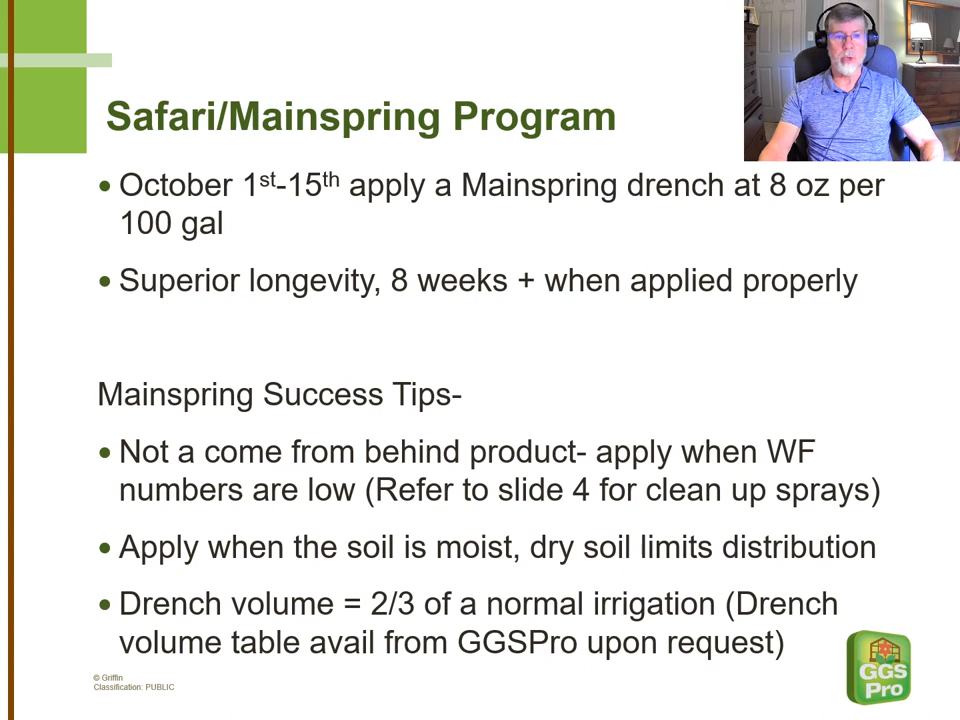 Safari/Mainspring Program
• October 1st-15th apply a Mainspring drench at 8 oz per
100 gal
• Superior longevity, 8 weeks + when applied properly
Mainspring Success Tips-
• Not a come from behind product- apply when WF
numbers are low (Refer to slide 4 for clean up sprays)
• Apply when the soil is moist, dry soil limits distribution
• Drench volume = 2/3 of a normal irrigation (Drench
volume table avail from GGSPro upon request)
© Griffin
Classification: PUBLIC
GGS
Pro